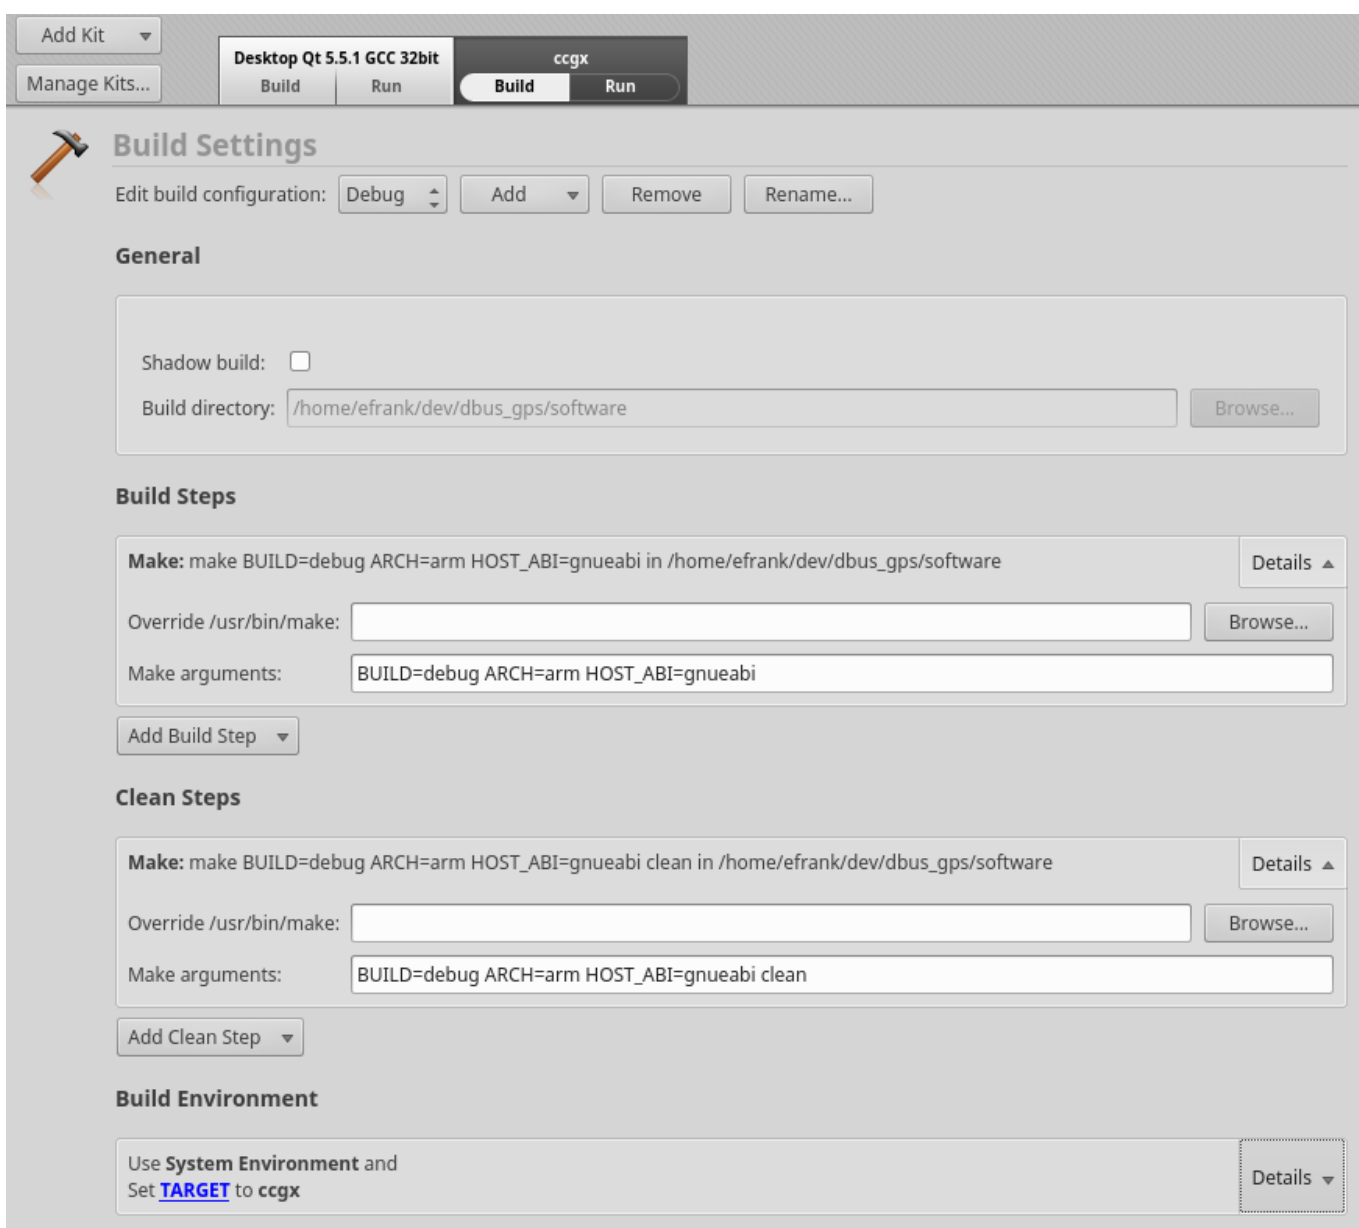 Add Kit
Manage Kits...
Desktop Qt 5.5.1 GCC 32bit
Build Run
ccgx
Build Run
Build Settings
Edit build configuration: Debug Add Remove Rename...
General
Shadow build:
Build directory: /home/efrank/dev/dbus_gps/software Browse...
Build Steps
Make: make BUILD=debug ARCH=arm HOST_ABI=gnueabi in /home/efrank/dev/dbus_gps/software Details
Override /usr/bin/make: Browse...
Make arguments: BUILD=debug ARCH=arm HOST_ABI=gnueabi
Add Build Step
Clean Steps
Make: make BUILD=debug ARCH=arm HOST_ABI=gnueabi clean in /home/efrank/dev/dbus_gps/software Details
Override /usr/bin/make: Browse...
Make arguments: BUILD=debug ARCH=arm HOST_ABI=gnueabi clean
Add Clean Step
Build Environment
Use System Environment and
Set TARGET to ccgx
Details